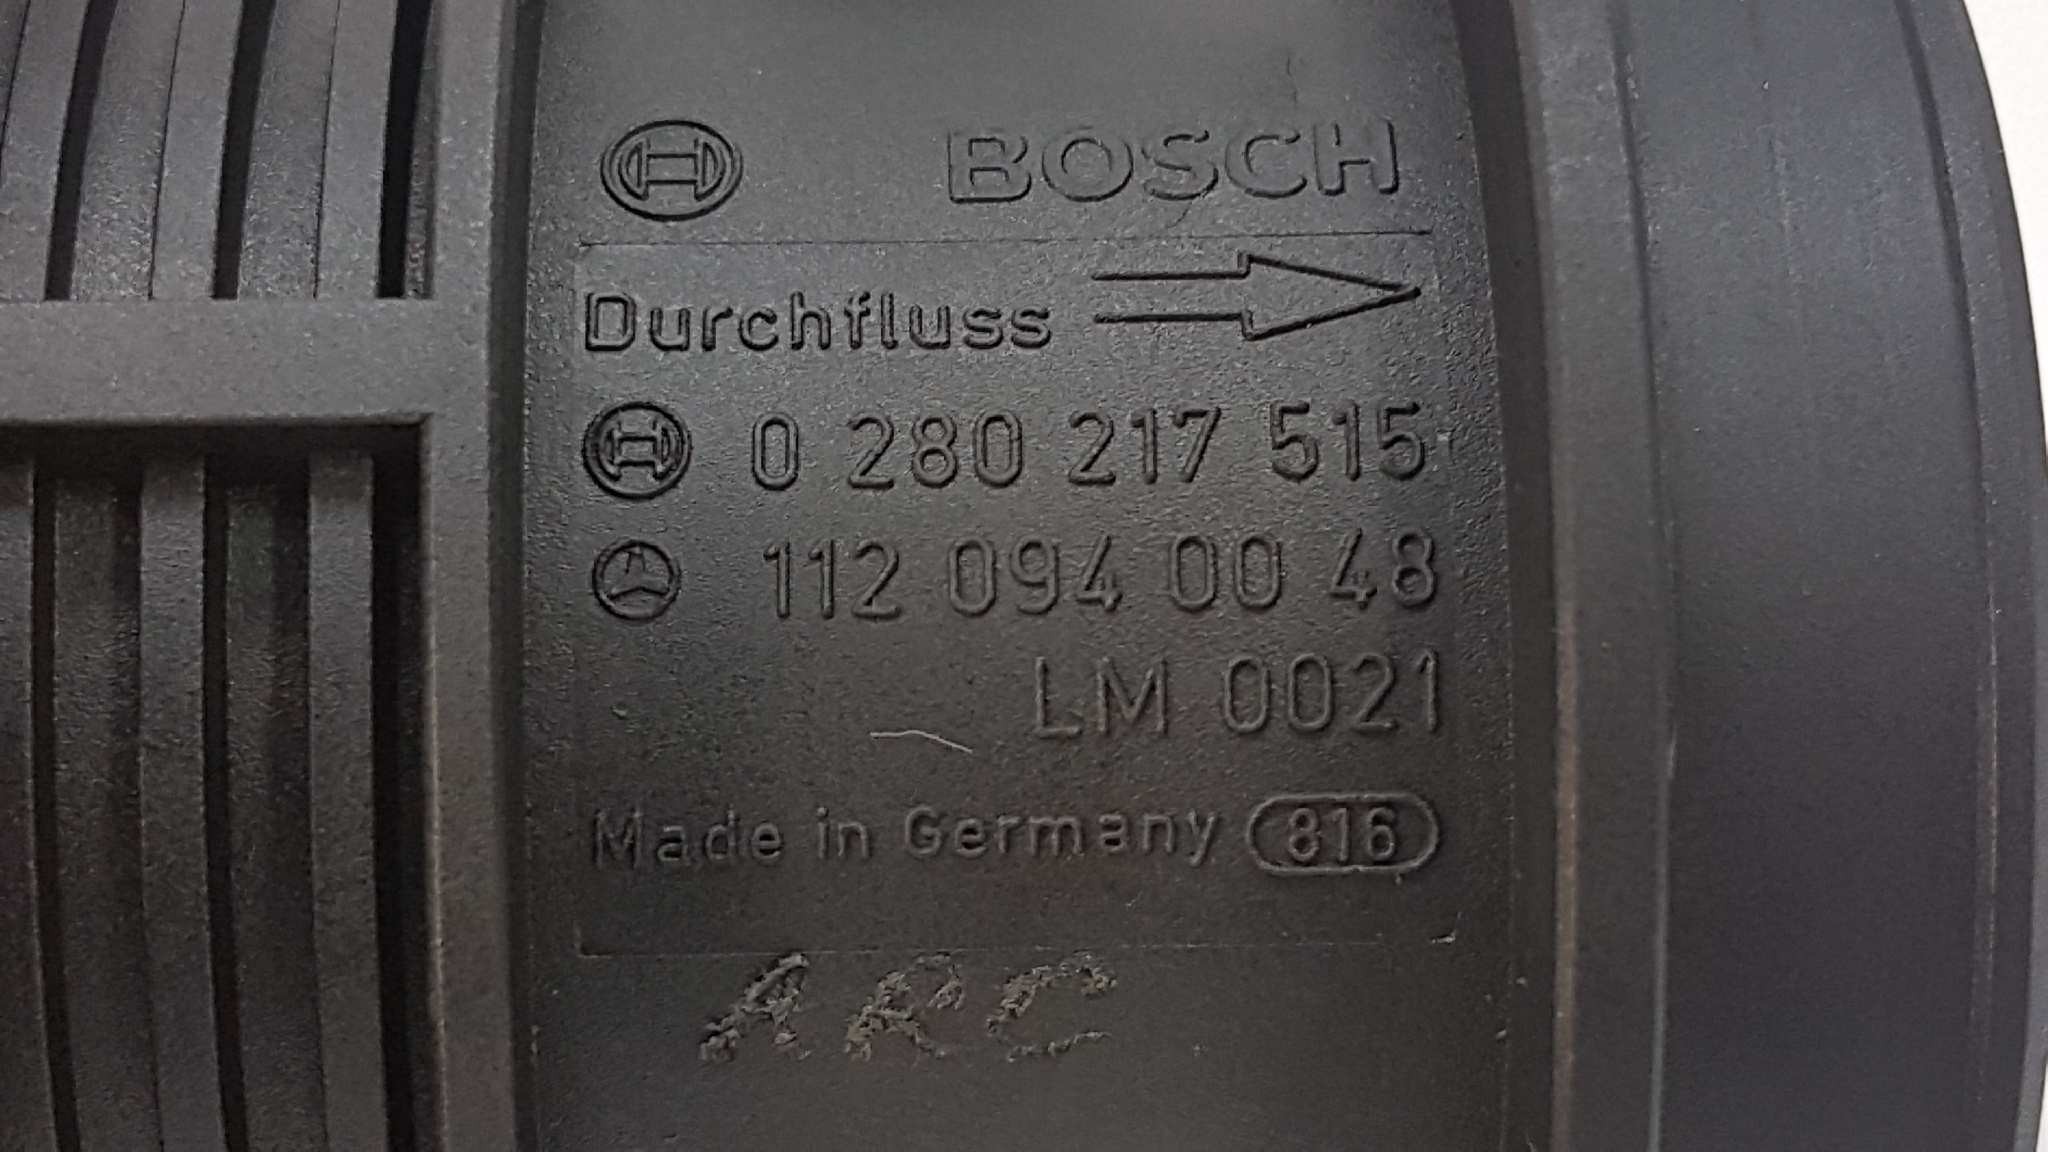 BOSCH
Durchfluss
0 280 217 515
112 094 00 48
LM 0021
Made in Germany 816
ARC